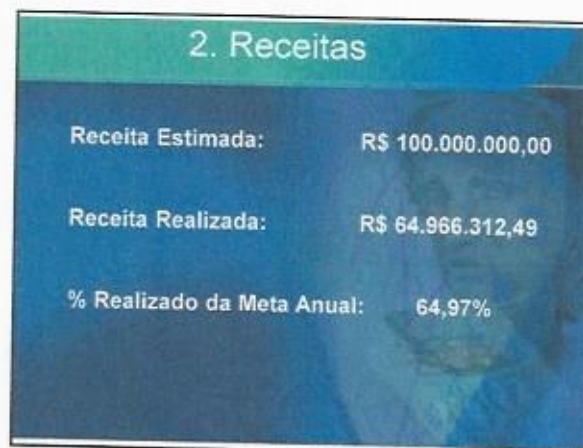 2. Receitas
Receita Estimada: R$ 100.000.000,00
Receita Realizada: R$ 64.966.312,49
% Realizado da Meta Anual: 64,97%